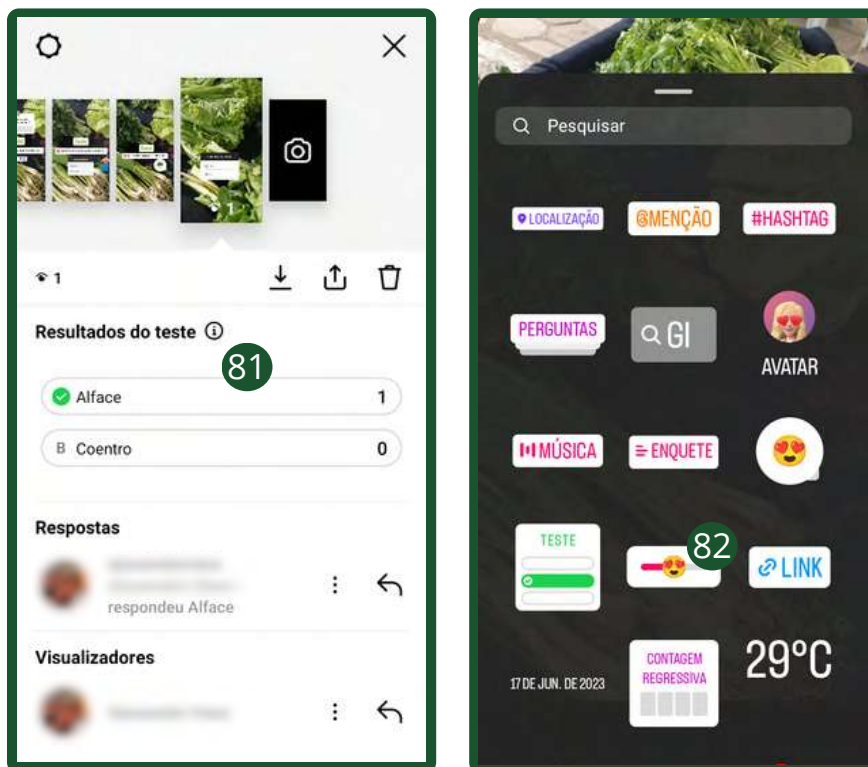 1
1
Resultados do teste
81
Alface 1
B Coentro 0
Respostas
respondeu Alface
Visualizadores
Pesquisar
LOCALIZAÇÃO @MENÇÃO #HASHTAG
PERGUNTAS GI AVATAR
MÚSICA ENQUETE
TESTE 82 LINK
17 DE JUN. DE 2023 CONTAGEM REGRESSIVA 29°C